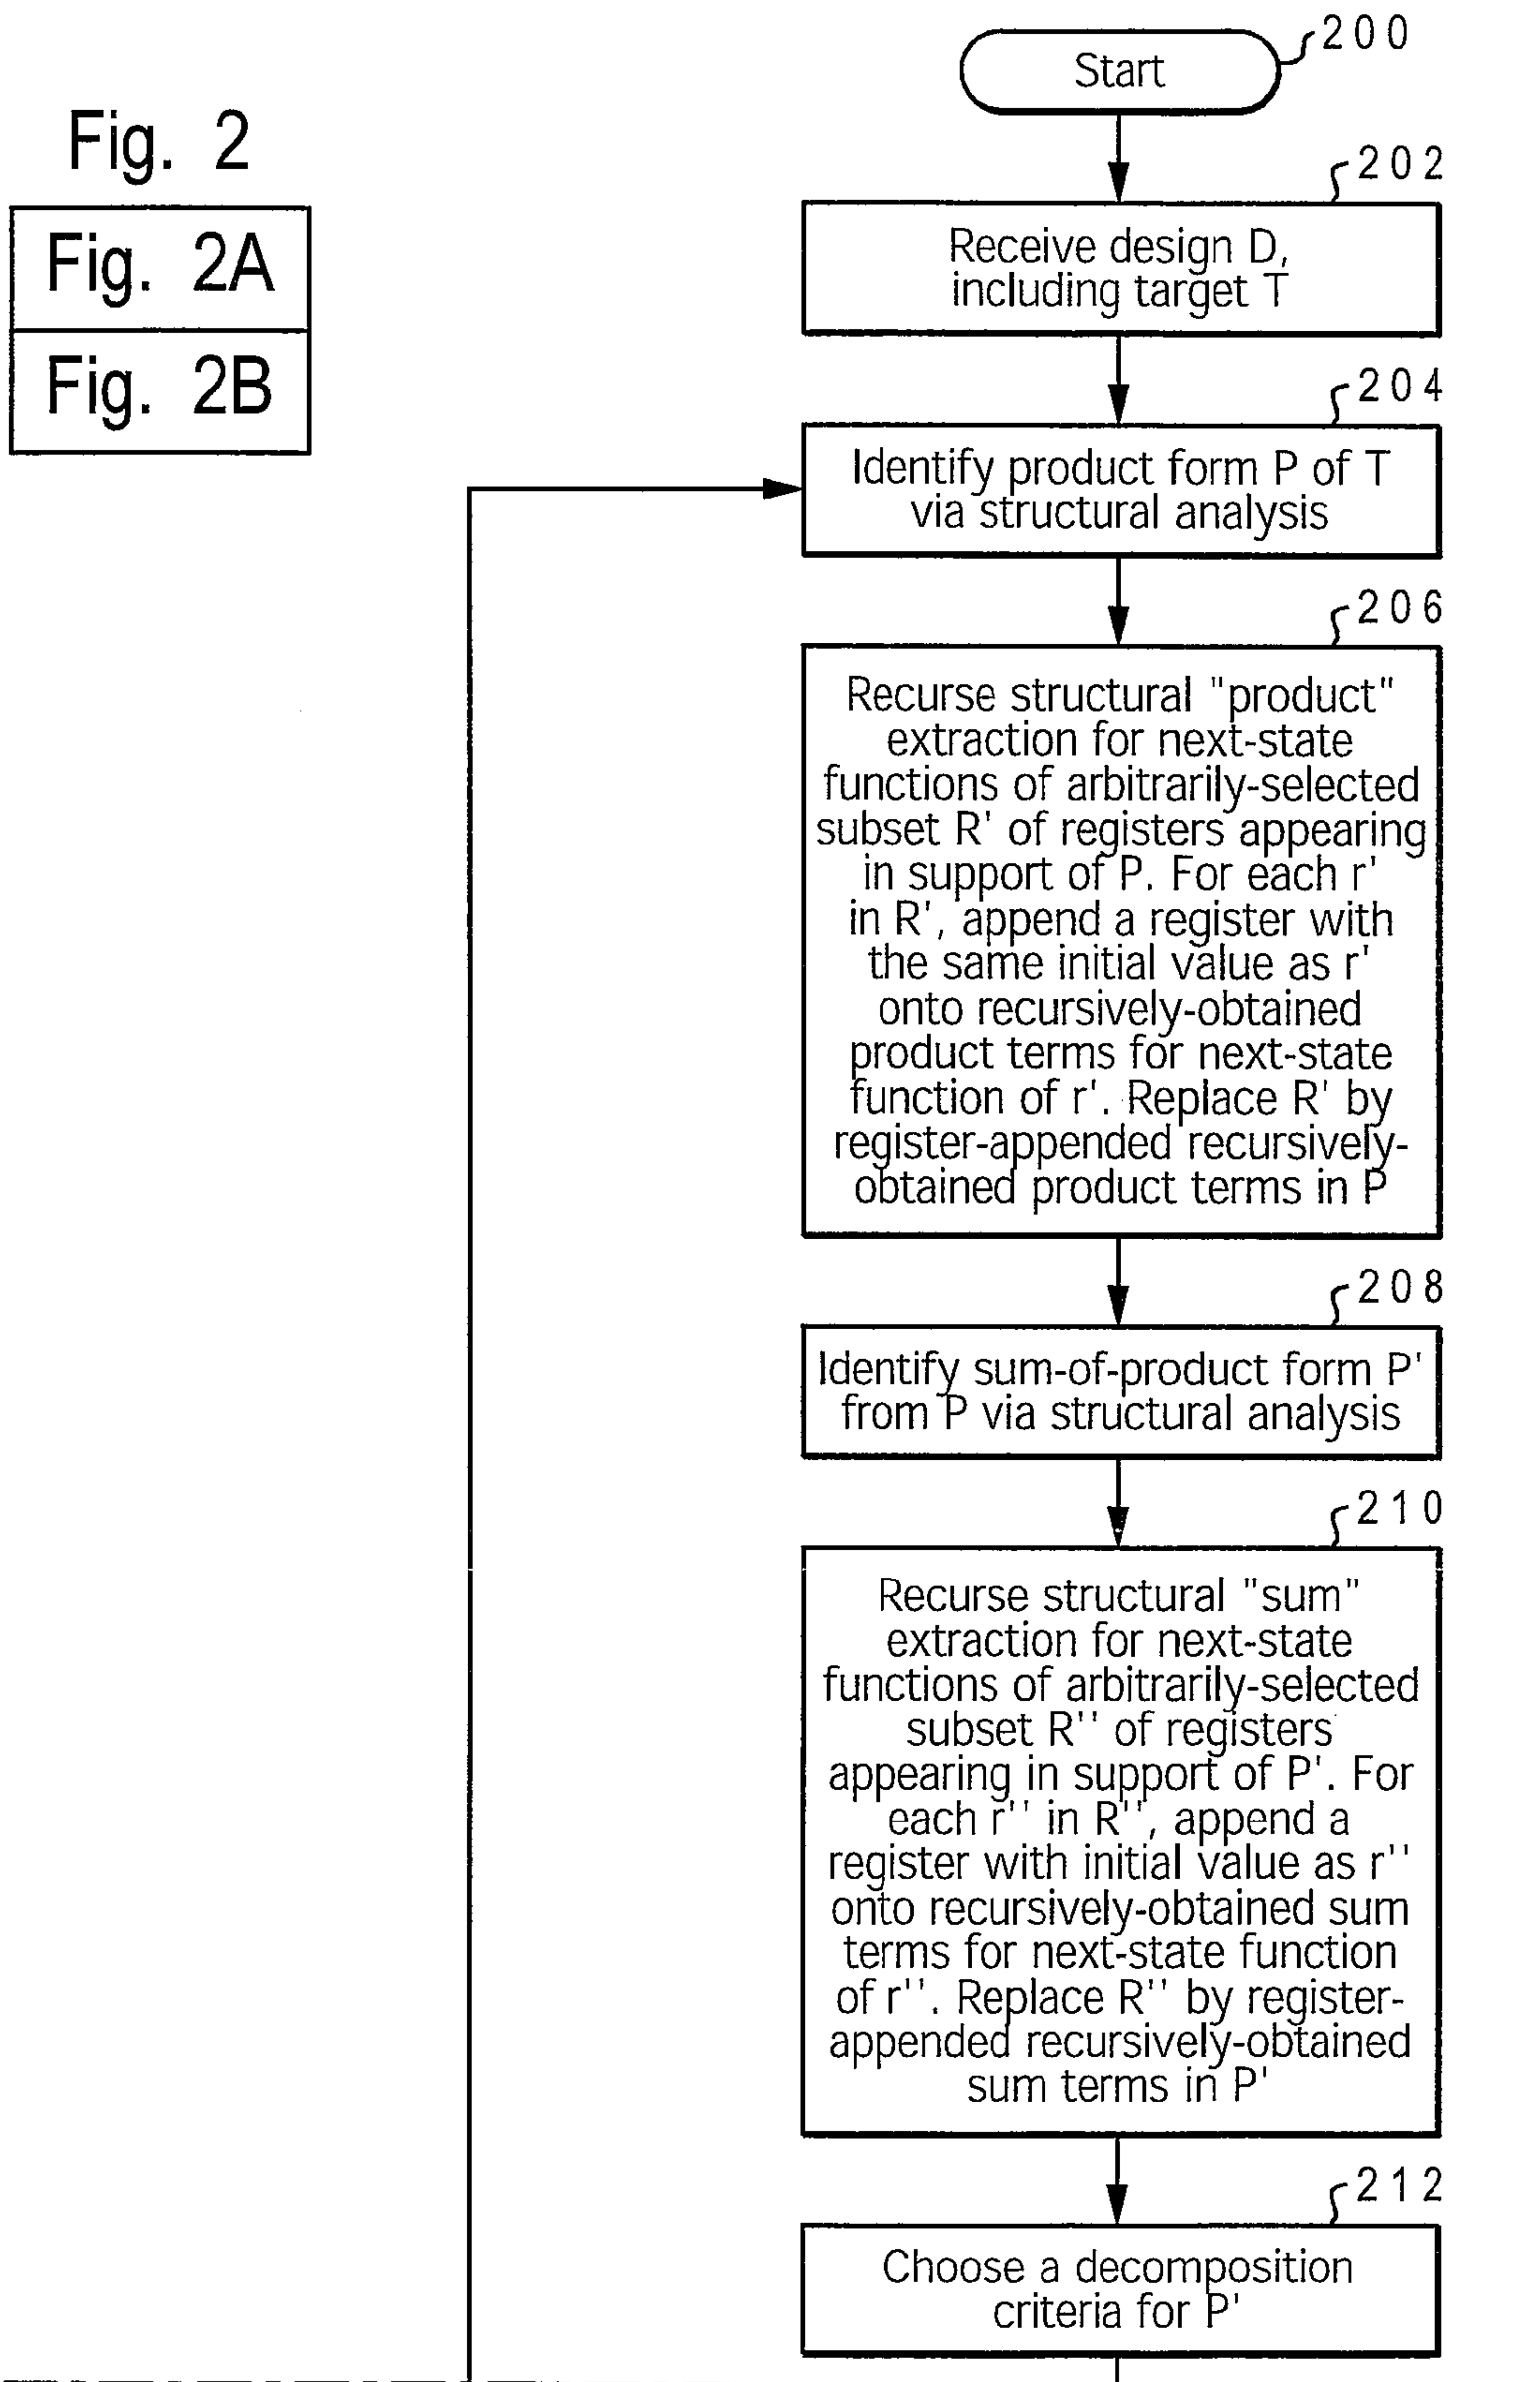 Fig. 2
Fig. 2A
Fig. 2B
200
Start
202
Receive design D,
including target T
204
Identify product form P of T
via structural analysis
206
Recurse structural "product"
extraction for next-state
functions of arbitrarily-selected
subset R' of registers appearing
in support of P. For each r'
in R', append a register with
the same initial value as r'
onto recursively-obtained
product terms for next-state
function of r'. Replace R' by
register-appended recursively-
obtained product terms in P
208
Identify sum-of-product form P'
from P via structural analysis
210
Recurse structural "sum"
extraction for next-state
functions of arbitrarily-selected
subset R'' of registers
appearing in support of P'. For
each r'' in R'', append a
register with initial value as r''
onto recursively-obtained sum
terms for next-state function
of r''. Replace R'' by register-
appended recursively-obtained
sum terms in P'
212
Choose a decomposition
criteria for P'